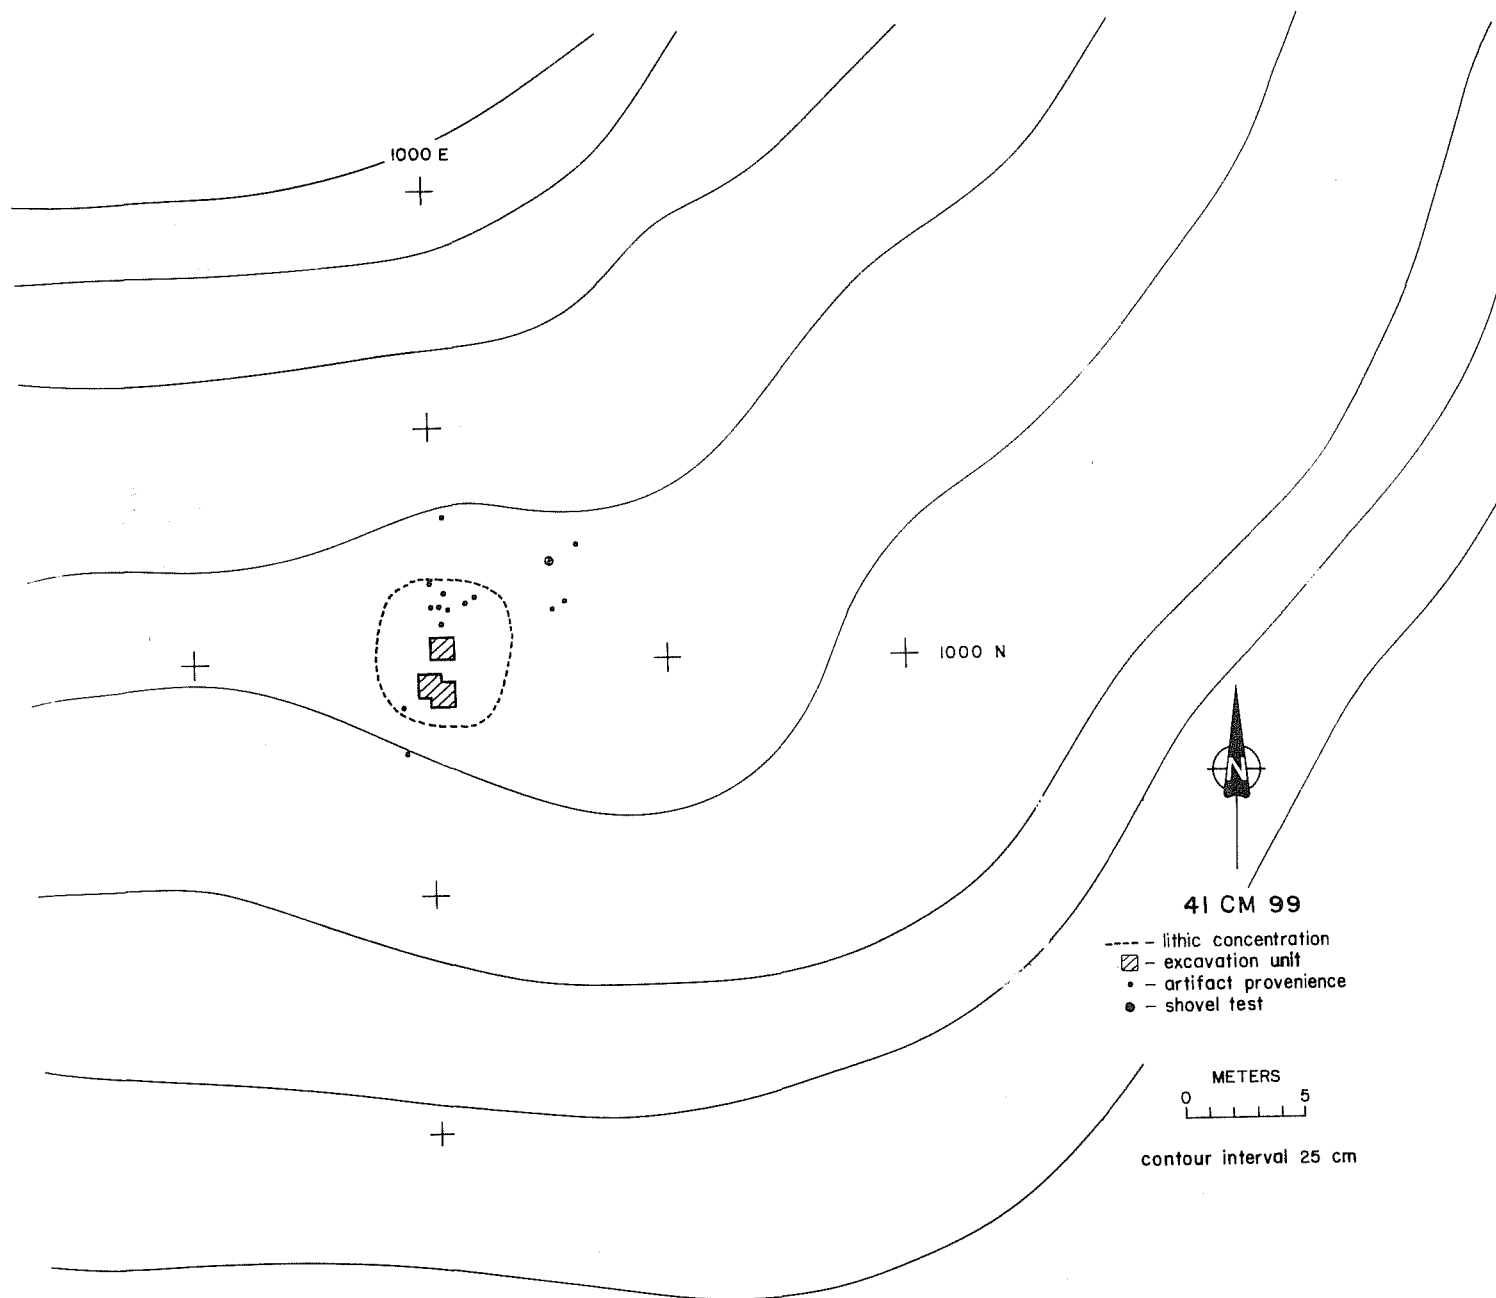 1000 E
1000 N
N
41 CM 99
---- – lithic concentration
– excavation unit
– artifact provenience
– shovel test
METERS
0 5
contour interval 25 cm